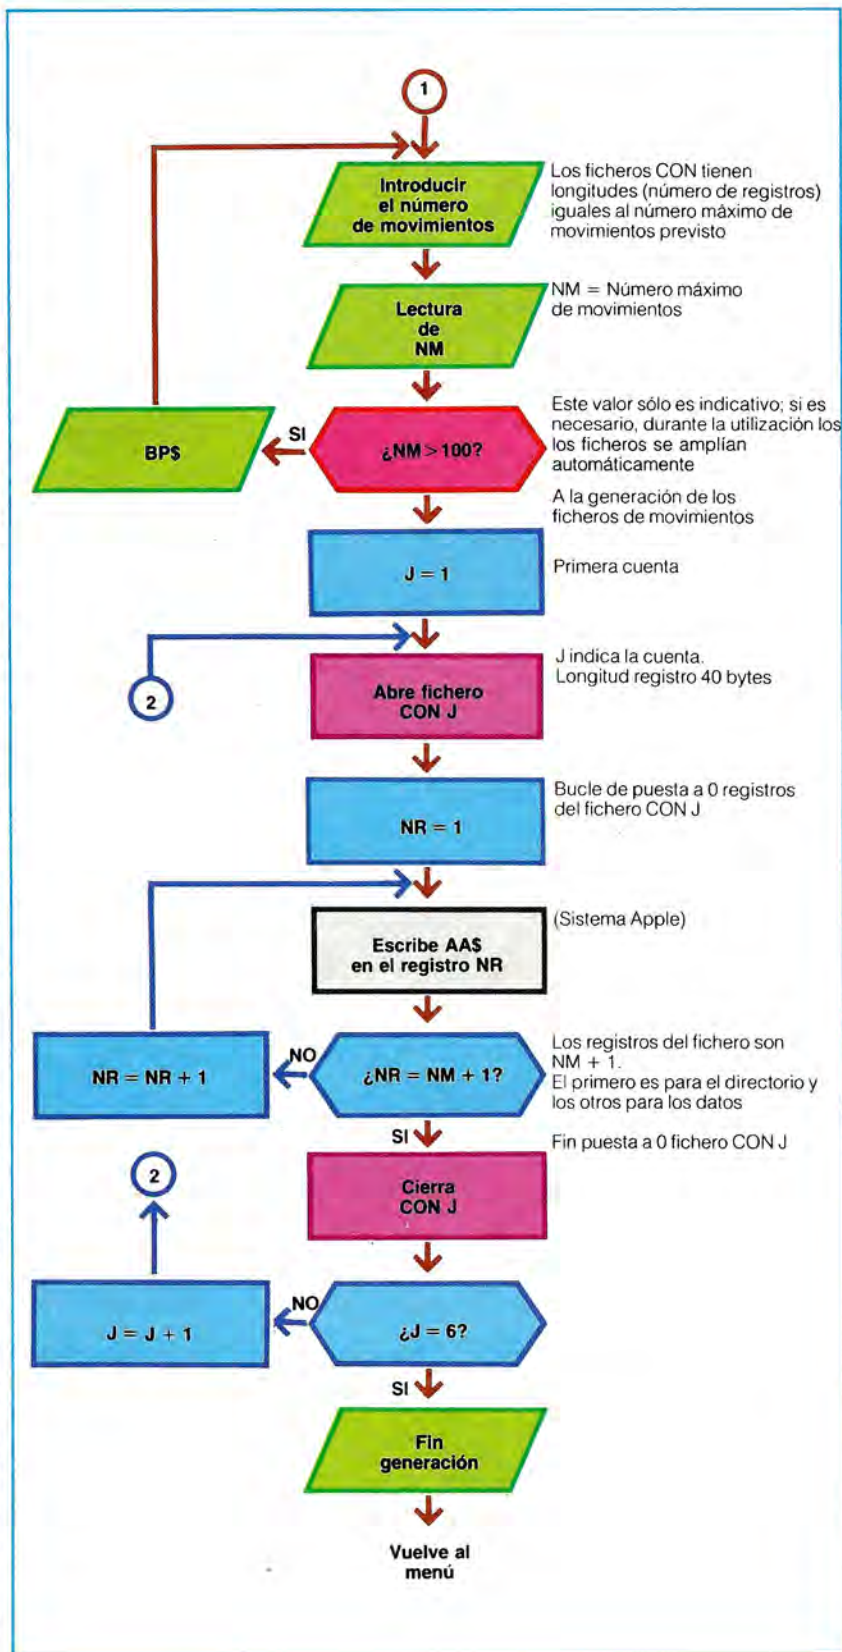 1
Introducir
el número
de movimientos
Los ficheros CON tienen
longitudes (número de registros)
iguales al número máximo de
movimientos previsto
Lectura
de
NM
NM = Número máximo
de movimientos
BP$
SI
¿NM > 100?
Este valor sólo es indicativo; si es
necesario, durante la utilización los
los ficheros se amplían
automáticamente
A la generación de los
ficheros de movimientos
J = 1
Primera cuenta
2
Abre fichero
CON J
J indica la cuenta.
Longitud registro 40 bytes
NR = 1
Bucle de puesta a 0 registros
del fichero CON J
Escribe AA$
en el registro NR
(Sistema Apple)
NR = NR + 1
NO
¿NR = NM + 1?
Los registros del fichero son
NM + 1.
El primero es para el directorio y
los otros para los datos
SI
Fin puesta a 0 fichero CON J
2
Cierra
CON J
J = J + 1
NO
¿J = 6?
SI
Fin
generación
Vuelve al
menú